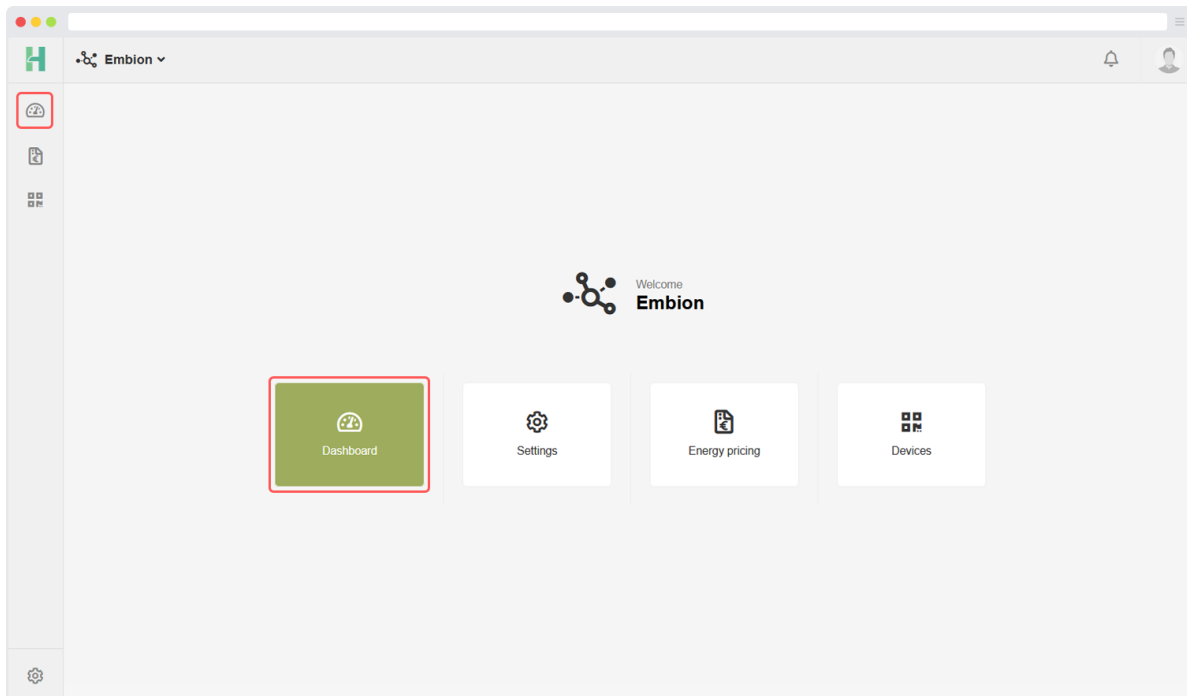 Embion
Welcome
Embion
Dashboard
Settings
Energy pricing
Devices